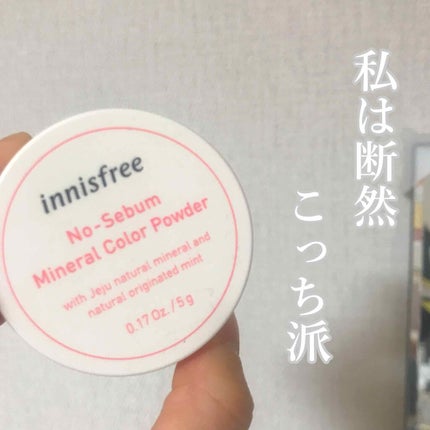 私は断然
こっち派
innisfree
No-Sebum
Mineral Color Powder
with Jeju natural mineral and
natural originated mint
0.17 Oz. / 5 g